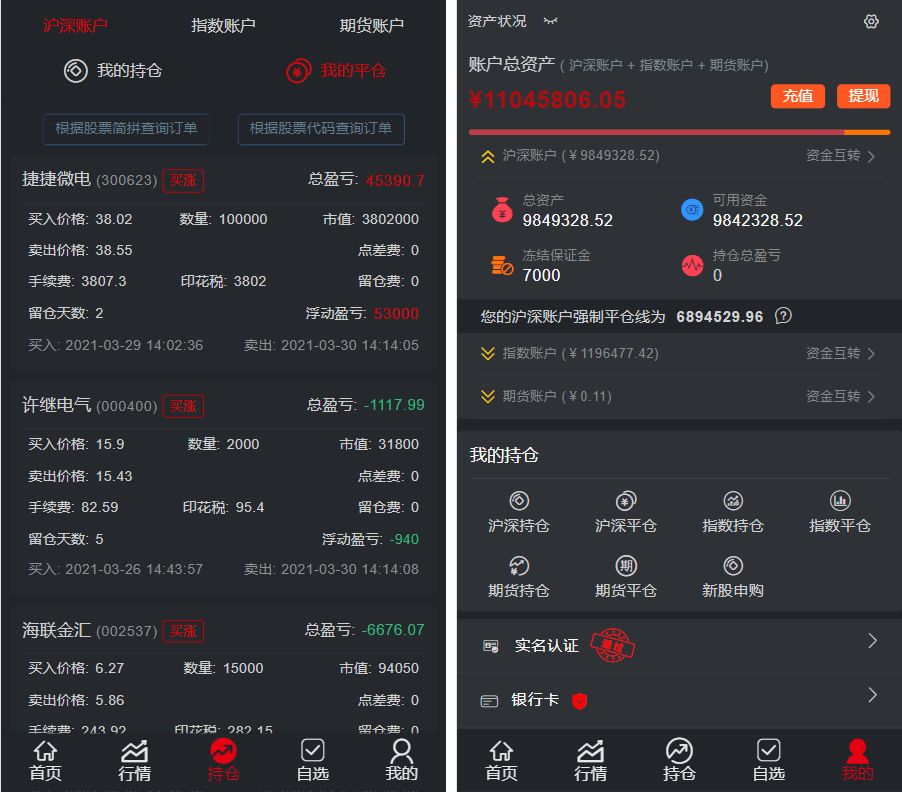 沪深账户 指数账户 期货账户
我的持仓 我的平仓
根据股票简拼查询订单 根据股票代码查询订单
捷捷微电 (300623) 买涨 总盈亏: 45390.7
买入价格: 38.02 数量: 100000 市值: 3802000
卖出价格: 38.55 点差费: 0
手续费: 3807.3 印花税: 3802 留仓费: 0
留仓天数: 2 浮动盈亏: 53000
买入: 2021-03-29 14:02:36 卖出: 2021-03-30 14:14:05
许继电气 (000400) 买涨 总盈亏: -1117.99
买入价格: 15.9 数量: 2000 市值: 31800
卖出价格: 15.43 点差费: 0
手续费: 82.59 印花税: 95.4 留仓费: 0
留仓天数: 5 浮动盈亏: -940
买入: 2021-03-26 14:43:57 卖出: 2021-03-30 14:14:08
海联金汇 (002537) 买涨 总盈亏: -6676.07
买入价格: 6.27 数量: 15000 市值: 94050
卖出价格: 5.86 点差费: 0
手续费: 243.92 印花税: 282.15 留仓费: 0
首页 行情 持仓 自选 我的
资产状况
账户总资产 ( 沪深账户 + 指数账户 + 期货账户)
¥11045806.05 充值 提现
沪深账户 (¥9849328.52) 资金互转
总资产 可用资金
9849328.52 9842328.52
冻结保证金 持仓总盈亏
7000 0
您的沪深账户强制平仓线为 6894529.96 ?
指数账户 (¥1196477.42) 资金互转
期货账户 (¥0.11) 资金互转
我的持仓
沪深持仓 沪深平仓 指数持仓 指数平仓
期
期货持仓 期货平仓 新股申购
实名认证 通过
银行卡
首页 行情 持仓 自选 我的